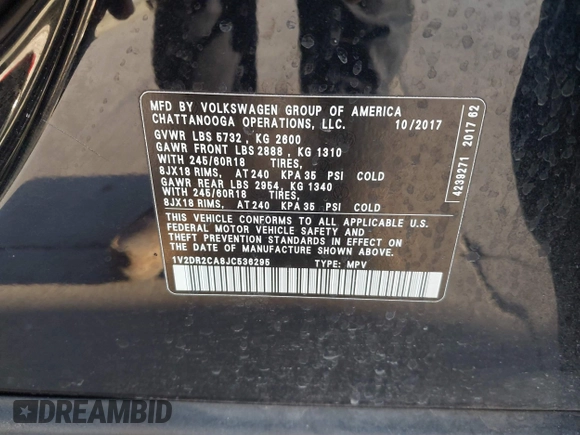 MFD BY VOLKSWAGEN GROUP OF AMERICA
CHATTANOOGA OPERATIONS, LLC. 10/2017
GVWR LBS 5732 , KG 2600
GAWR FRONT LBS 2888 , KG 1310
WITH 245/60R18 TIRES,
8JX18 RIMS, AT 240 KPA 35 PSI COLD
GAWR REAR LBS 2954, KG 1340
WITH 245/60R18 TIRES,
8JX18 RIMS, AT 240 KPA 35 PSI COLD
THIS VEHICLE CONFORMS TO ALL APPLICABLE U.S.
FEDERAL MOTOR VEHICLE SAFETY AND
THEFT PREVENTION STANDARDS IN EFFECT ON
THE DATE OF MANUFACTURE SHOWN ABOVE.
1V2DR2CA8JC536295 TYPE: MPV
4239271 2017 62
DREAMBID